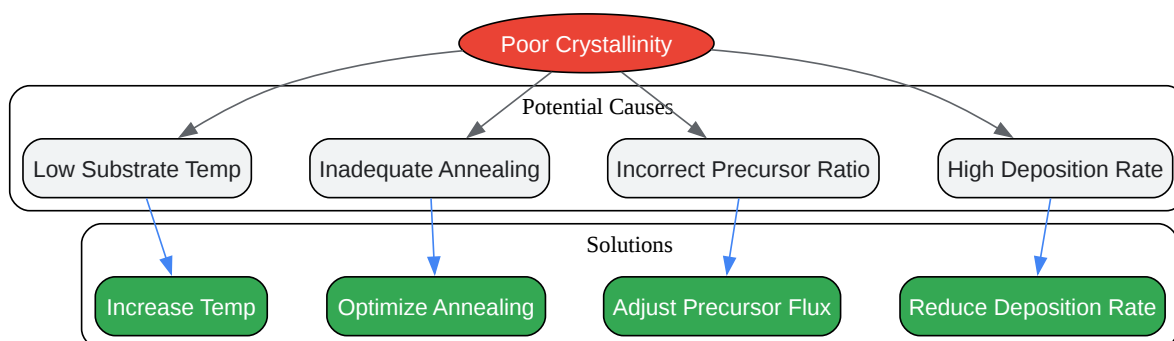 Poor Crystallinity
Potential Causes
Low Substrate Temp
Inadequate Annealing
Incorrect Precursor Ratio
High Deposition Rate
Solutions
Increase Temp
Optimize Annealing
Adjust Precursor Flux
Reduce Deposition Rate